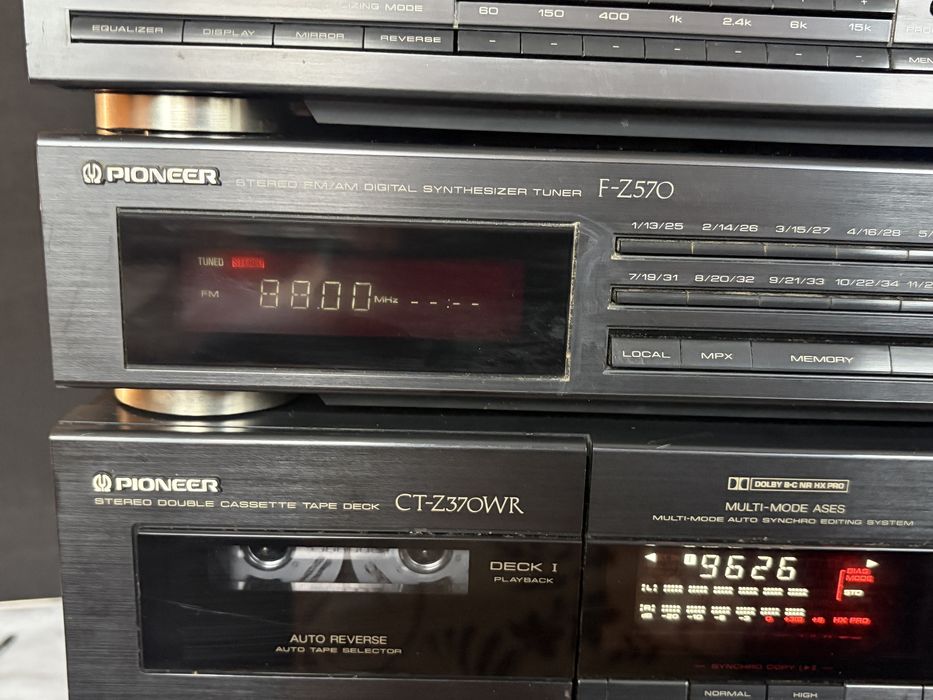 60 150 400 1k 2.4k 6k 15k
EQUALIZER DISPLAY MIRROR REVERSE
PIONEER STEREO FM/AM DIGITAL SYNTHESIZER TUNER F-Z570
1/13/25 2/14/26 3/15/27 4/16/28
TUNED STEREO
7/19/31 8/20/32 9/21/33 10/22/34
FM 88.00 MHz --:--
LOCAL MPX MEMORY
PIONEER
STEREO DOUBLE CASSETTE TAPE DECK CT-Z370WR
DOLBY B-C NR HX PRO
MULTI-MODE ASES
MULTI-MODE AUTO SYNCHRO EDITING SYSTEM
DECK I
PLAYBACK
9626
HX PRO
AUTO REVERSE
AUTO TAPE SELECTOR
SYNCHRO COPY
NORMAL HIGH